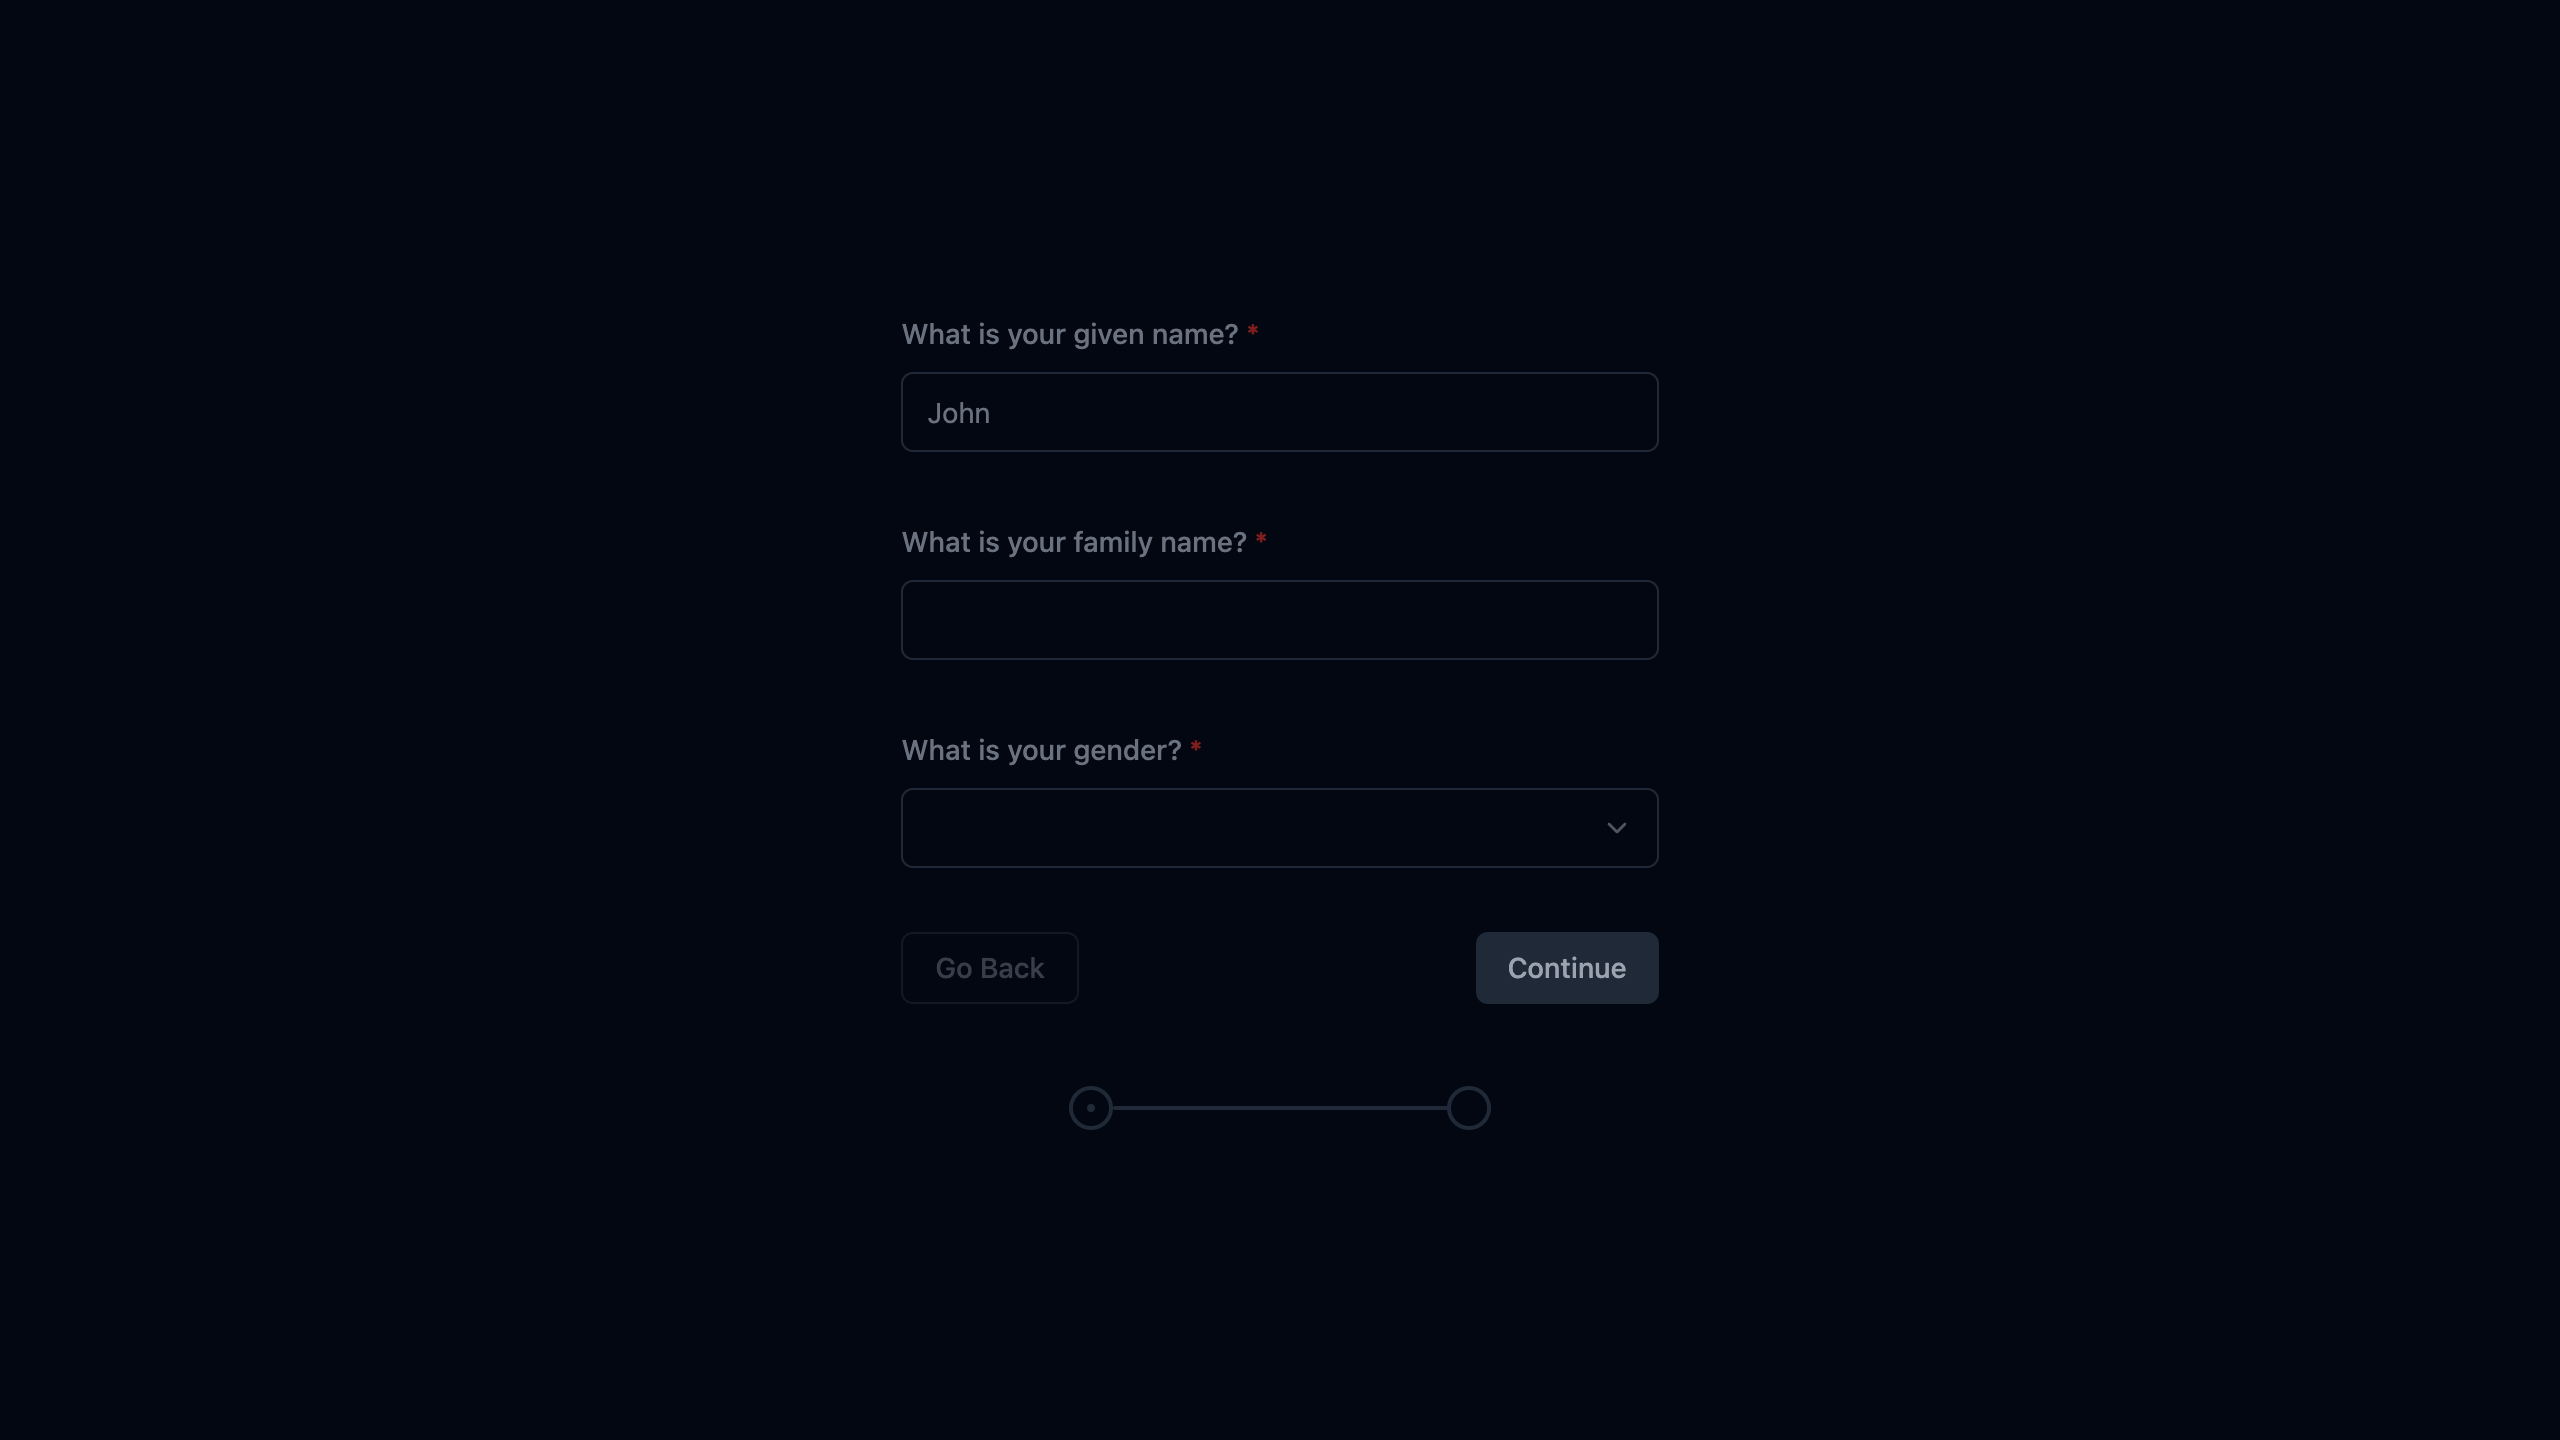 What is your given name? *
John
What is your family name? *
What is your gender? *
Go Back
Continue